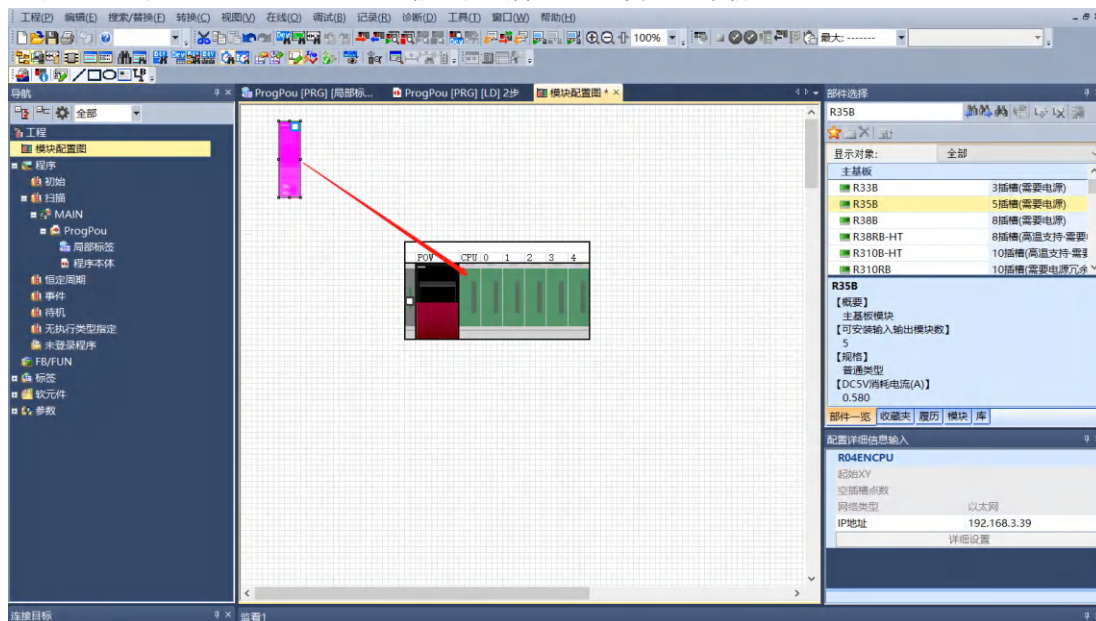 工程(P) 编辑(E) 搜索/替换(F) 转换(C) 视图(V) 在线(O) 调试(B) 记录(R) 诊断(D) 工具(T) 窗口(W) 帮助(H)
100%
最大: -------
导航
ProgPou [PRG] [局部标...
ProgPou [PRG] [LD] 2步
模块配置图 *
部件选择
全部
R35B
工程
模块配置图
程序
初始
扫描
MAIN
ProgPou
局部标签
程序本体
恒定周期
事件
待机
无执行类型指定
未登录程序
FB/FUN
标签
软元件
参数
POW CPU 0 1 2 3 4
显示对象: 全部
主基板
R33B 3插槽(需要电源)
R35B 5插槽(需要电源)
R38B 8插槽(需要电源)
R38RB-HT 8插槽(高温支持·需要
R310B-HT 10插槽(高温支持·需要
R310RB 10插槽(需要电源冗余
R35B
【概要】
主基板模块
【可安装输入输出模块数】
5
【规格】
普通类型
【DC5V消耗电流(A)】
0.580
部件一览 收藏夹 履历 模块 库
配置详细信息输入
R04ENCPU
起始XY
空插槽点数
网络类型 以太网
IP地址 192.168.3.39
详细设置
连接目标
监看1